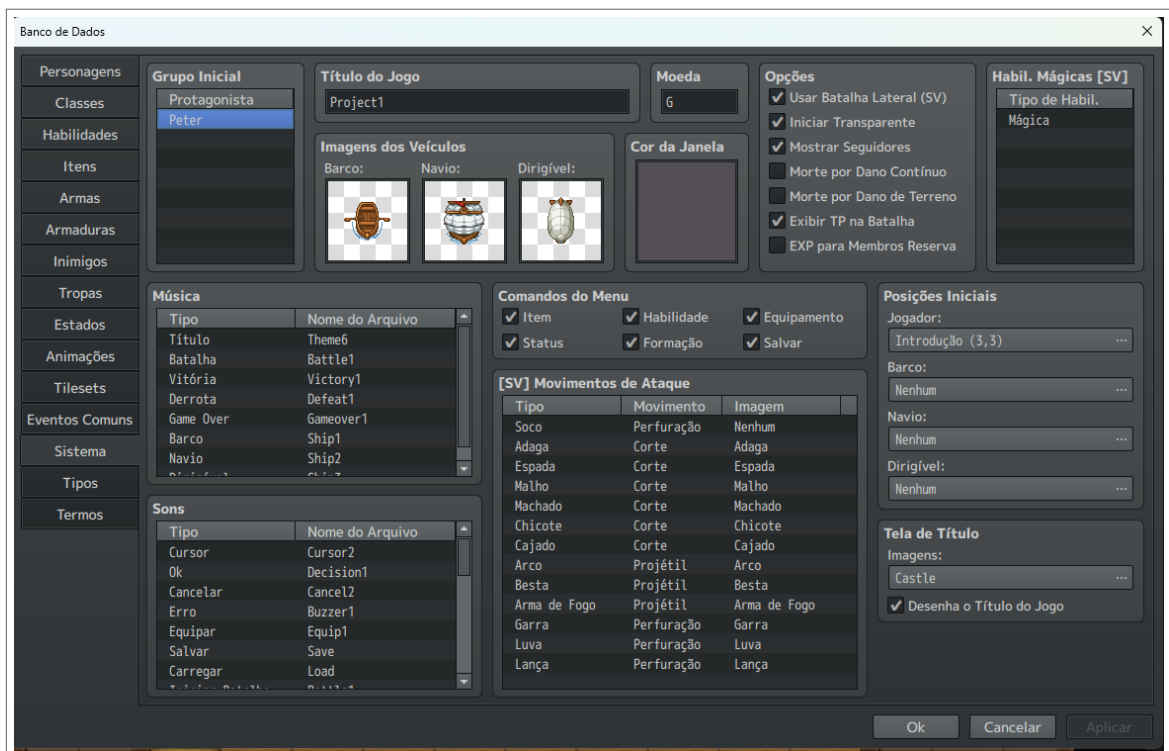 Banco de Dados
Personagens
Classes
Habilidades
Itens
Armas
Armaduras
Inimigos
Tropas
Estados
Animações
Tilesets
Eventos Comuns
Sistema
Tipos
Termos
Grupo Inicial
Protagonista
Peter
Título do Jogo
Project1
Moeda
G
Imagens dos Veículos
Barco: Navio: Dirigível:
Cor da Janela
Opções
Usar Batalha Lateral (SV)
Iniciar Transparente
Mostrar Seguidores
Morte por Dano Contínuo
Morte por Dano de Terreno
Exibir TP na Batalha
EXP para Membros Reserva
Habil. Mágicas [SV]
Tipo de Habil.
Mágica
Música
Tipo Nome do Arquivo
Título Theme6
Batalha Battle1
Vitória Victory1
Derrota Defeat1
Game Over Gameover1
Barco Ship1
Navio Ship2
Dirigível Ship3
Sons
Tipo Nome do Arquivo
Cursor Cursor2
Ok Decision1
Cancelar Cancel2
Erro Buzzer1
Equipar Equip1
Salvar Save
Carregar Load
Iniciar Batalha Battle1
Comandos do Menu
Item Habilidade Equipamento
Status Formação Salvar
[SV] Movimentos de Ataque
Tipo Movimento Imagem
Soco Perfuração Nenhum
Adaga Corte Adaga
Espada Corte Espada
Malho Corte Malho
Machado Corte Machado
Chicote Corte Chicote
Cajado Corte Cajado
Arco Projétil Arco
Besta Projétil Besta
Arma de Fogo Projétil Arma de Fogo
Garra Perfuração Garra
Luva Perfuração Luva
Lança Perfuração Lança
Posições Iniciais
Jogador:
Introdução (3,3) ...
Barco:
Nenhum ...
Navio:
Nenhum ...
Dirigível:
Nenhum ...
Tela de Título
Imagens:
Castle ...
Desenha o Título do Jogo
Ok Cancelar Aplicar